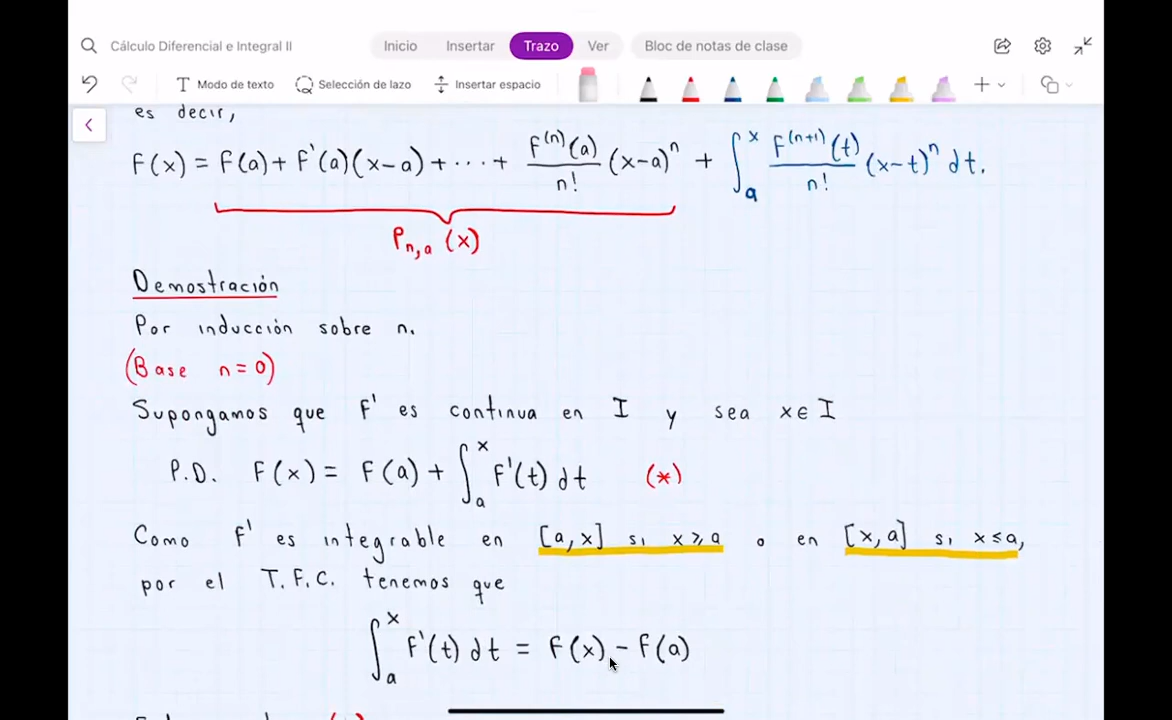 Cálculo Diferencial e Integral II
Inicio Insertar Trazo Ver Bloc de notas de clase
Modo de texto Selección de lazo Insertar espacio
es decir,
f(x) = f(a) + f'(a)(x-a) + ... + f^(n)(a)/n! (x-a)^n + ∫_a^x f^(n+1)(t)/n! (x-t)^n dt.
P_n,a (x)
Demostración
Por inducción sobre n.
(Base n=0)
Supongamos que f' es continua en I y sea x∈I
P.D. f(x) = f(a) + ∫_a^x f'(t) dt (*)
Como f' es integrable en [a,x] si x≥a o en [x,a] si x≤a,
por el T.F.C. tenemos que
∫_a^x f'(t) dt = f(x) - f(a)